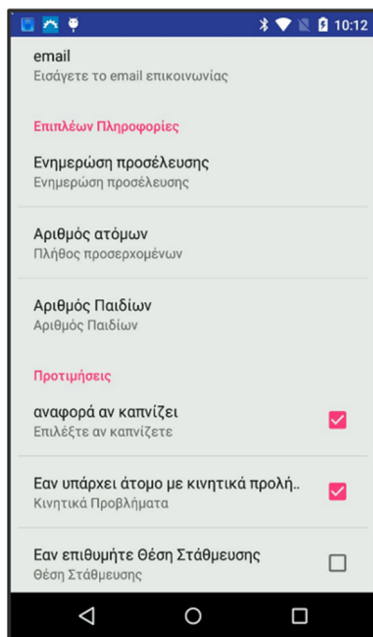 10:12
email
Εισάγετε το email επικοινωνίας
Επιπλέων Πληροφορίες
Ενημερώση προσέλευσης
Ενημερώση προσέλευσης
Αριθμός ατόμων
Πλήθος προσερχομένων
Αριθμός Παιδίων
Αριθμός Παιδίων
Προτιμήσεις
αναφορά αν καπνίζει
Επιλέξτε αν καπνίζετε
Εαν υπάρχει άτομο με κινητικά προλή..
Κινητικά Προβλήματα
Εαν επιθυμήτε Θέση Στάθμευσης
Θέση Στάθμευσης